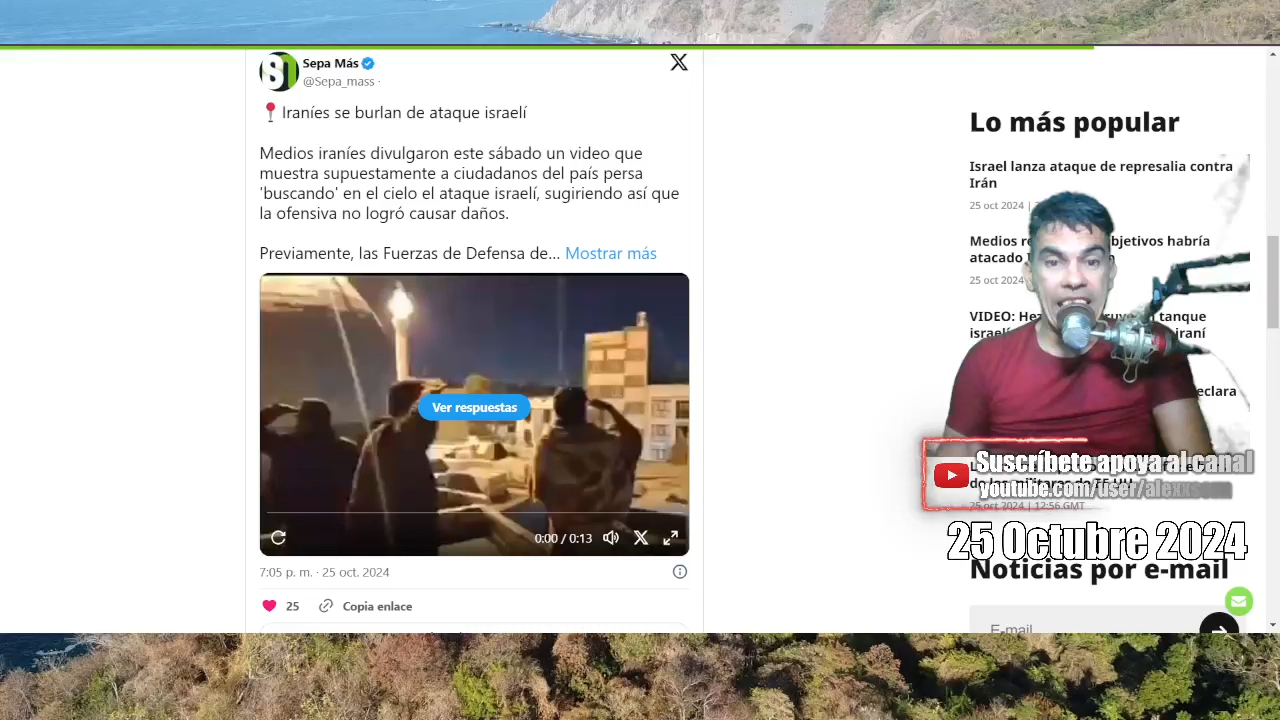 Sepa Más
@Sepa_mass ·
Iraníes se burlan de ataque israelí
Medios iraníes divulgaron este sábado un video que
muestra supuestamente a ciudadanos del país persa
'buscando' en el cielo el ataque israelí, sugiriendo así que
la ofensiva no logró causar daños.
Previamente, las Fuerzas de Defensa de... Mostrar más
Ver respuestas
0:00 / 0:13
7:05 p. m. · 25 oct. 2024
25
Copia enlace
Lo más popular
Israel lanza ataque de represalia contra
Irán
25 oct 2024 |
Medios
objetivos habría
atacado
25 oct 2024
VIDEO:
tanque
iraní
Suscríbete apoya al canal
youtube.com/user/alexxscom
25 oct 2024 | 12:56 GMT
25 Octubre 2024
Noticias por e-mail
E-mail